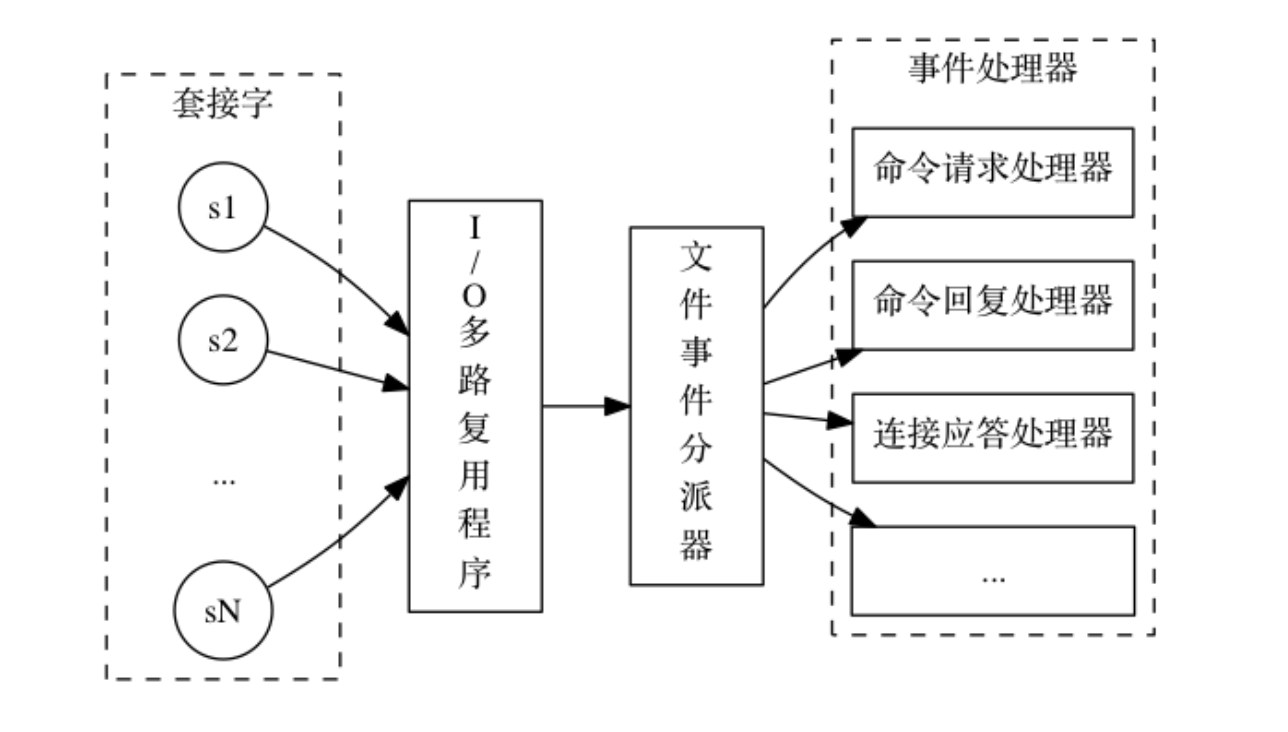 套接字
s1
s2
...
sN
I/O多路复用程序
文件事件分派器
事件处理器
命令请求处理器
命令回复处理器
连接应答处理器
...